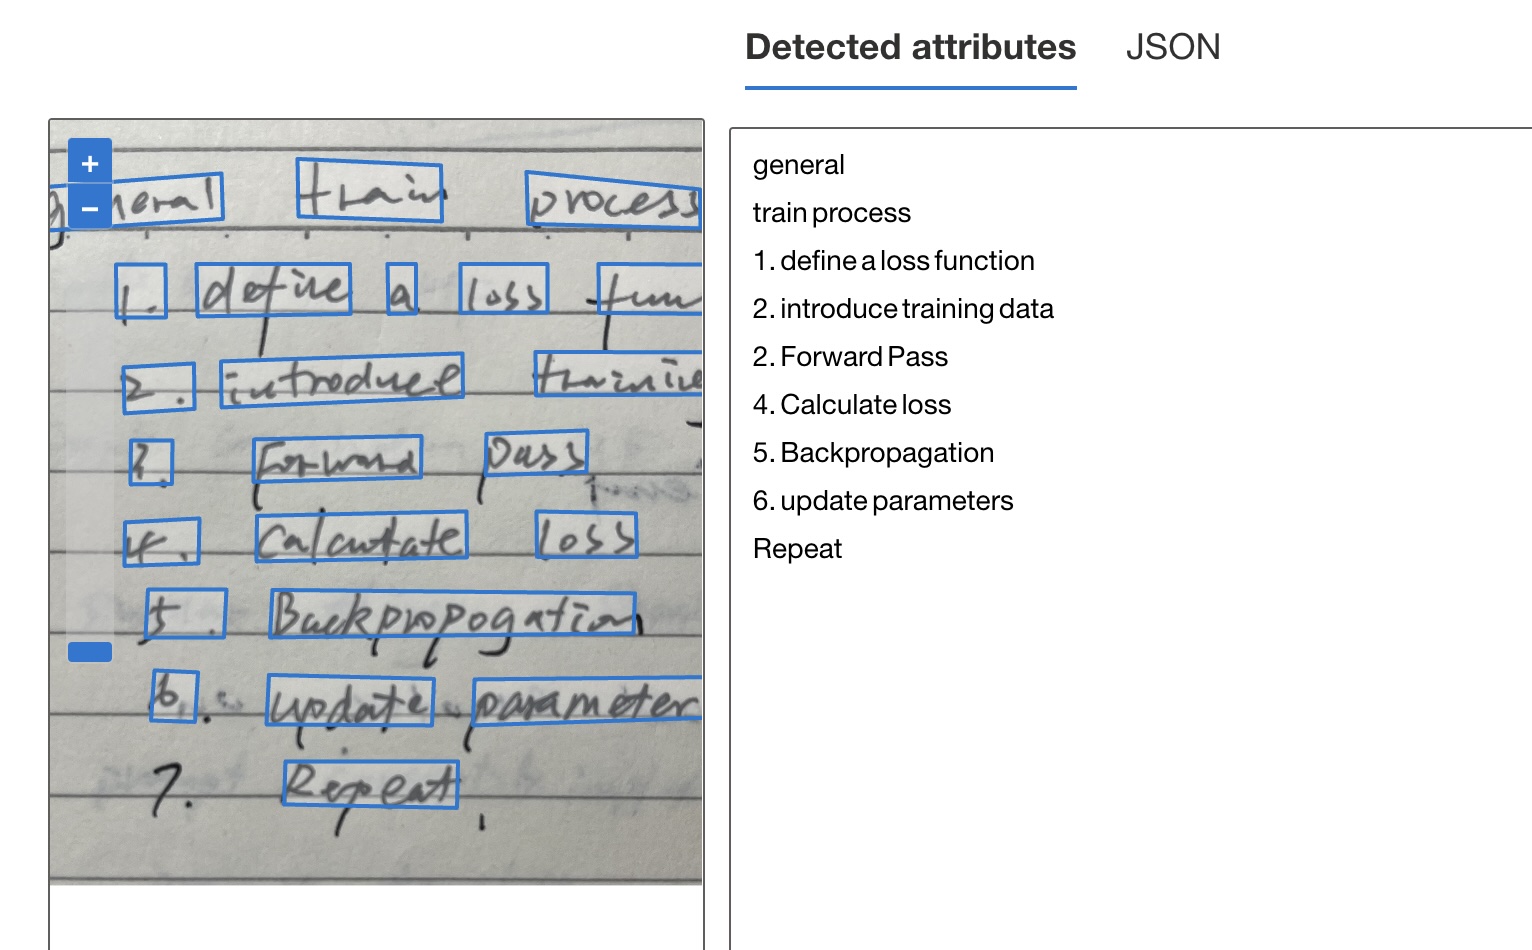 Detected attributes JSON
+
−
general train process
1. define a loss fun
2. introduce trainin
3. Forward Pass
4. Calcutate loss
5. Backpropogation
6. update parameter
7. Repeat
general
train process
1. define a loss function
2. introduce training data
2. Forward Pass
4. Calculate loss
5. Backpropagation
6. update parameters
Repeat